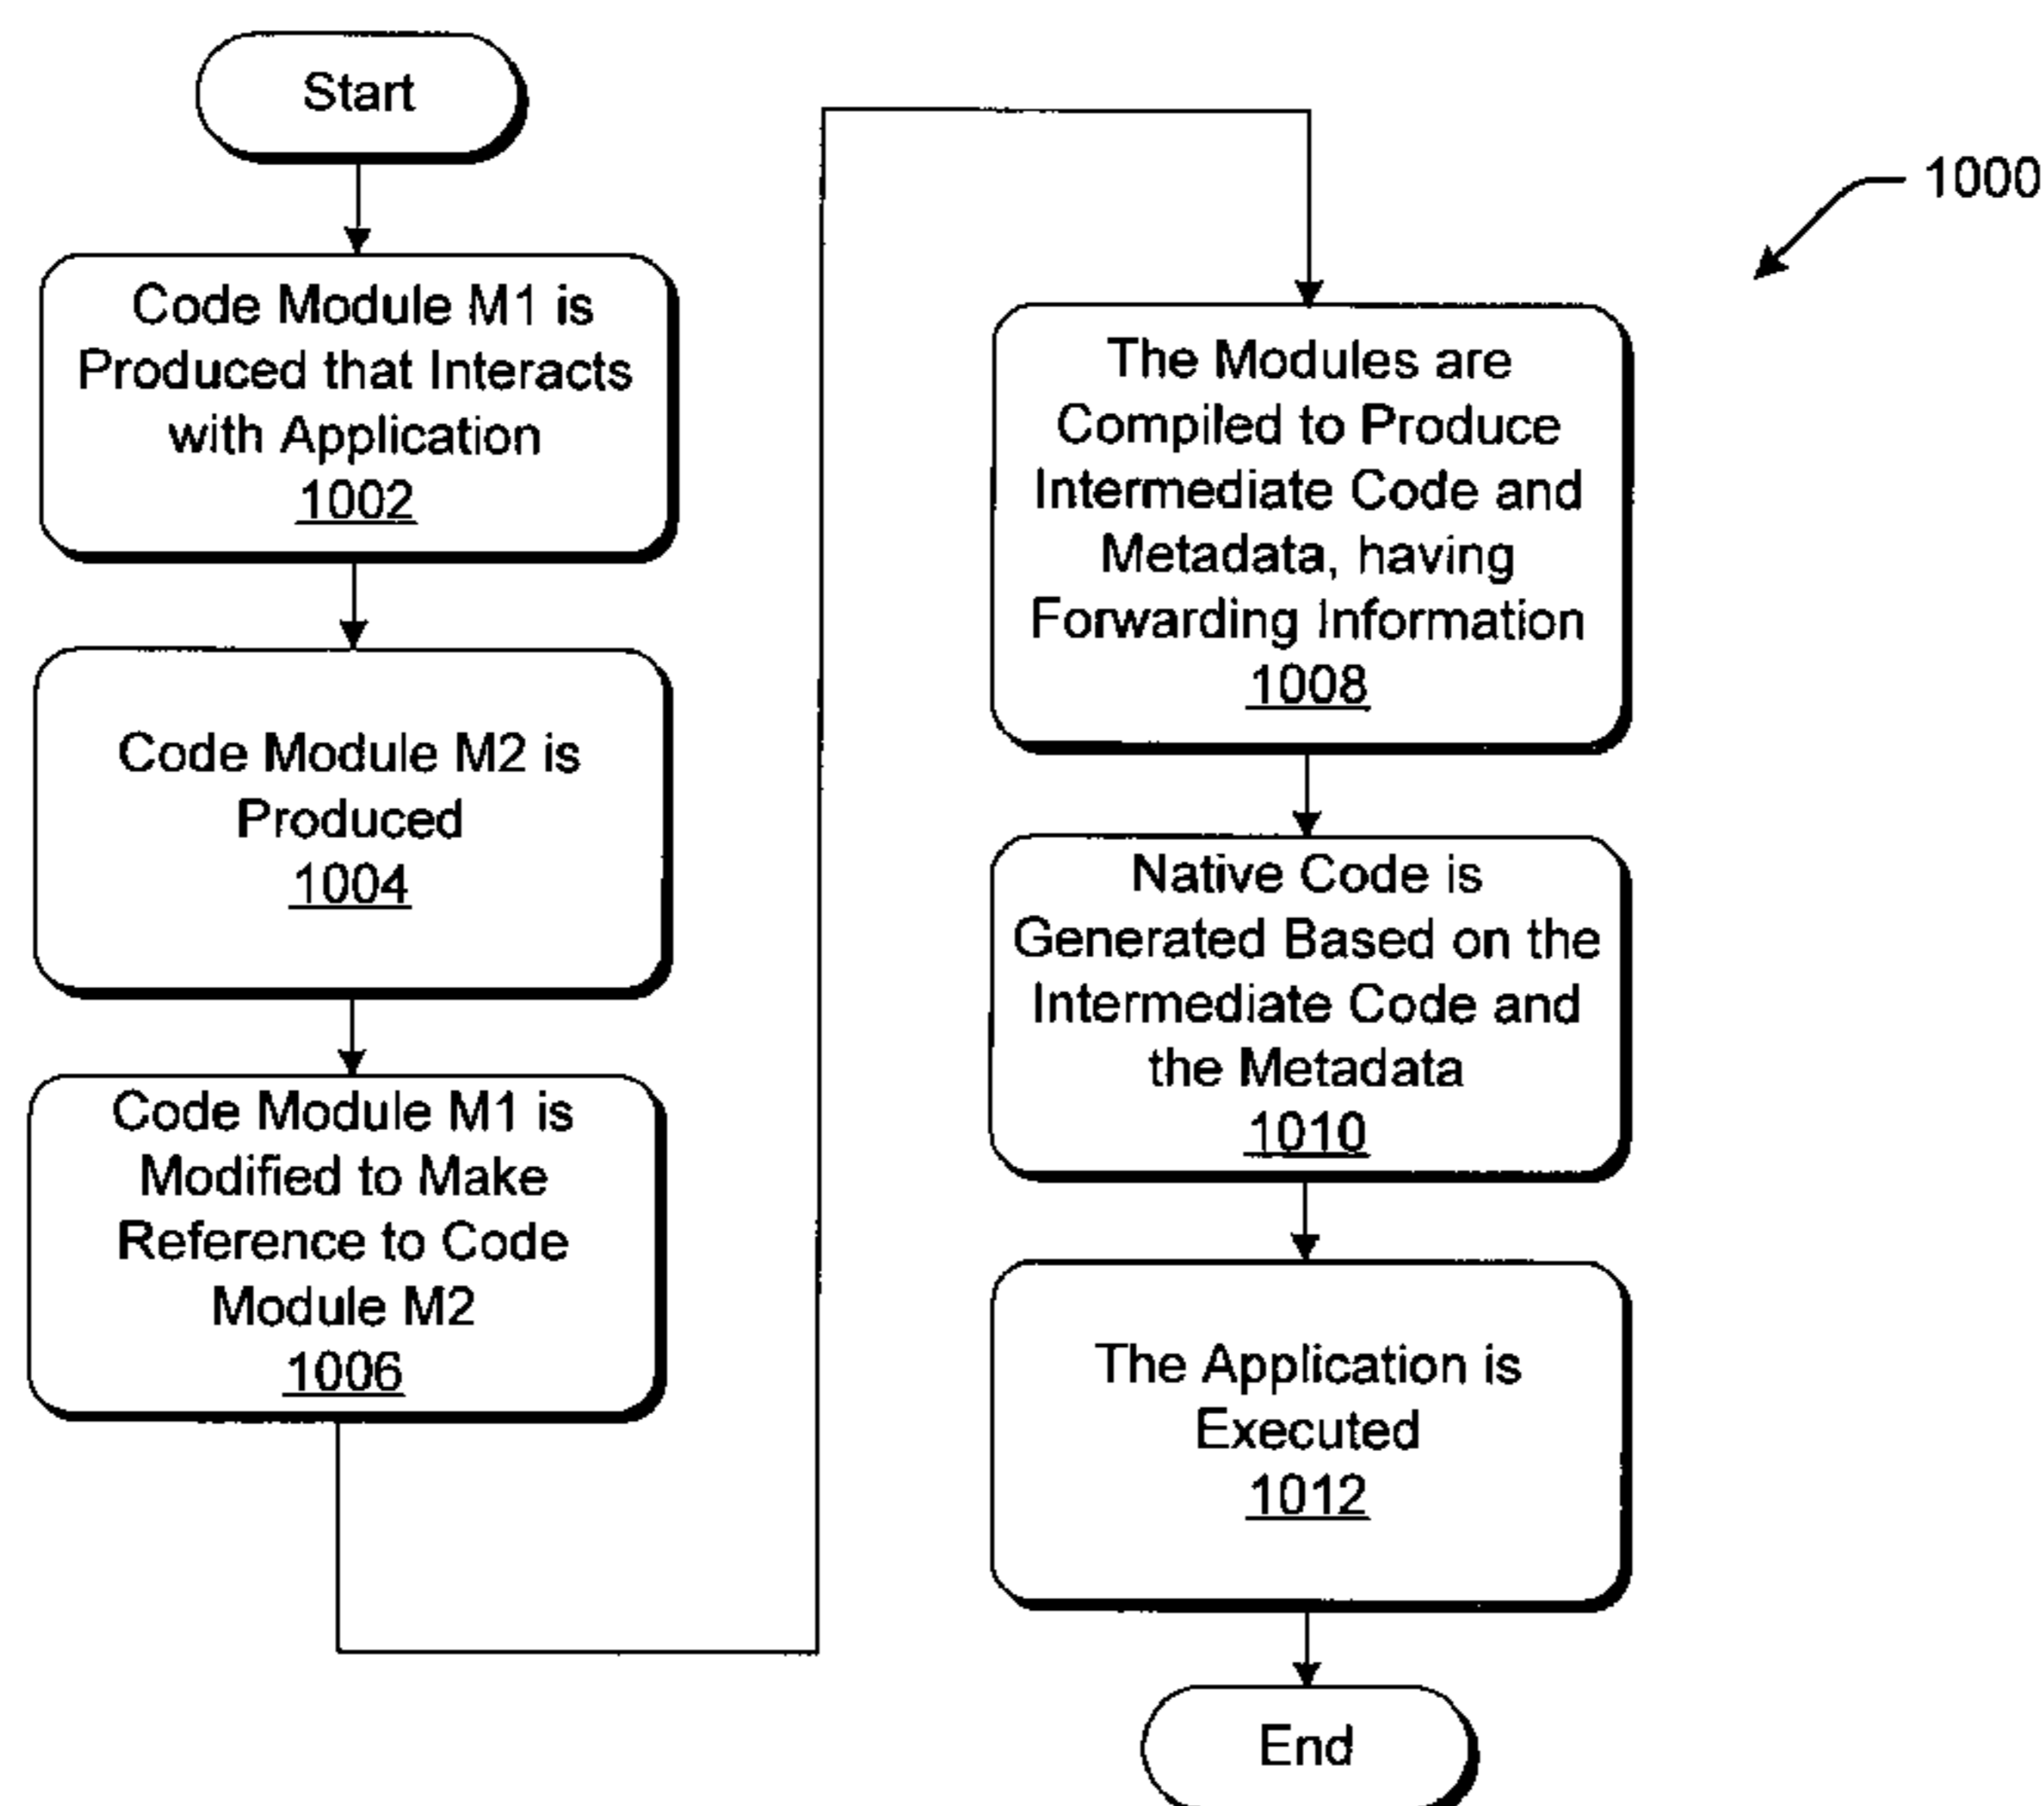 Start
Code Module M1 is
Produced that Interacts
with Application
1002
Code Module M2 is
Produced
1004
Code Module M1 is
Modified to Make
Reference to Code
Module M2
1006
1000
The Modules are
Compiled to Produce
Intermediate Code and
Metadata, having
Forwarding Information
1008
Native Code is
Generated Based on the
Intermediate Code and
the Metadata
1010
The Application is
Executed
1012
End